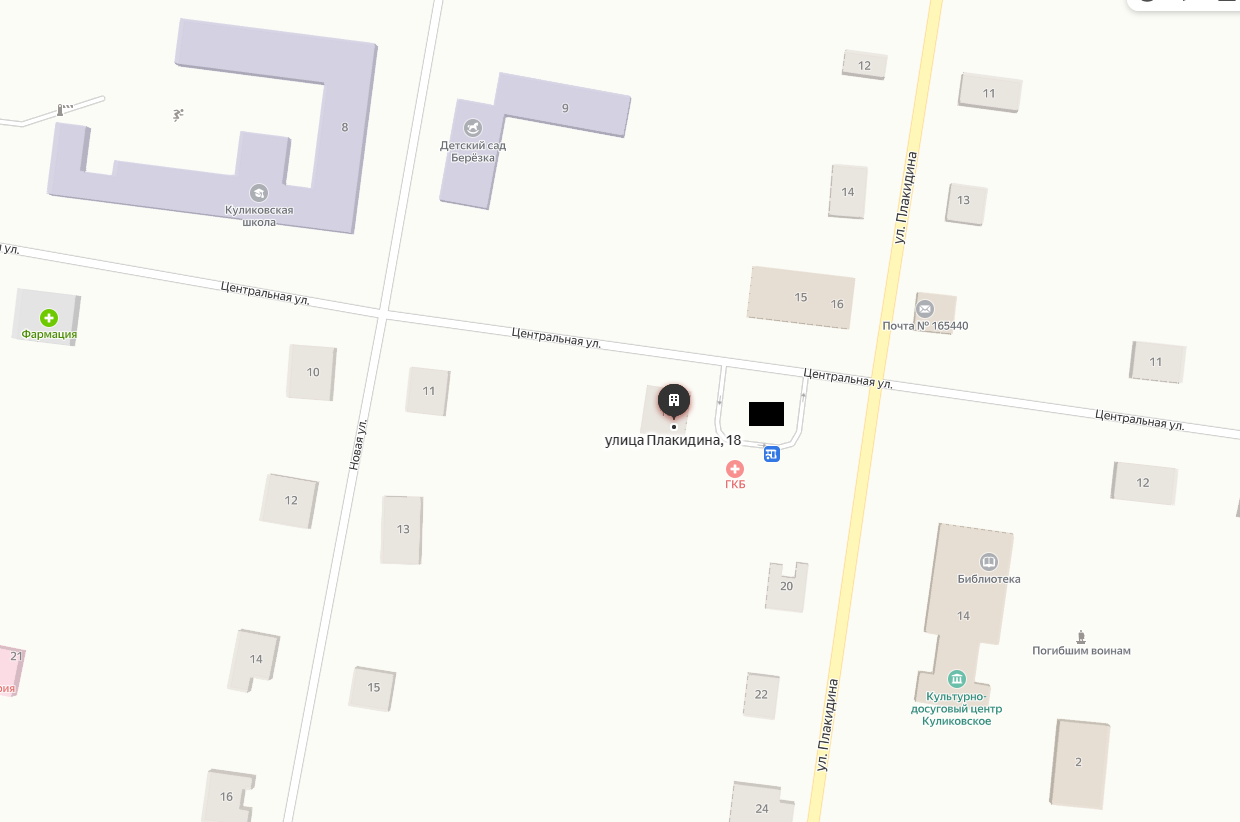 12
11
9
8
Детский сад
Берёзка
14
13
Куликовская
школа
ул. Плакидина
ул.
Центральная ул.
15
16
Почта № 165440
Фармация
Центральная ул.
10
11
Центральная ул.
11
Центральная ул.
улица Плакидина, 18
Новая ул.
ГКБ
12
12
13
Библиотека
20
14
Погибшим воинам
21
14
15
22
Культурно-
досуговый центр
Куликовское
ул. Плакидина
2
16
24